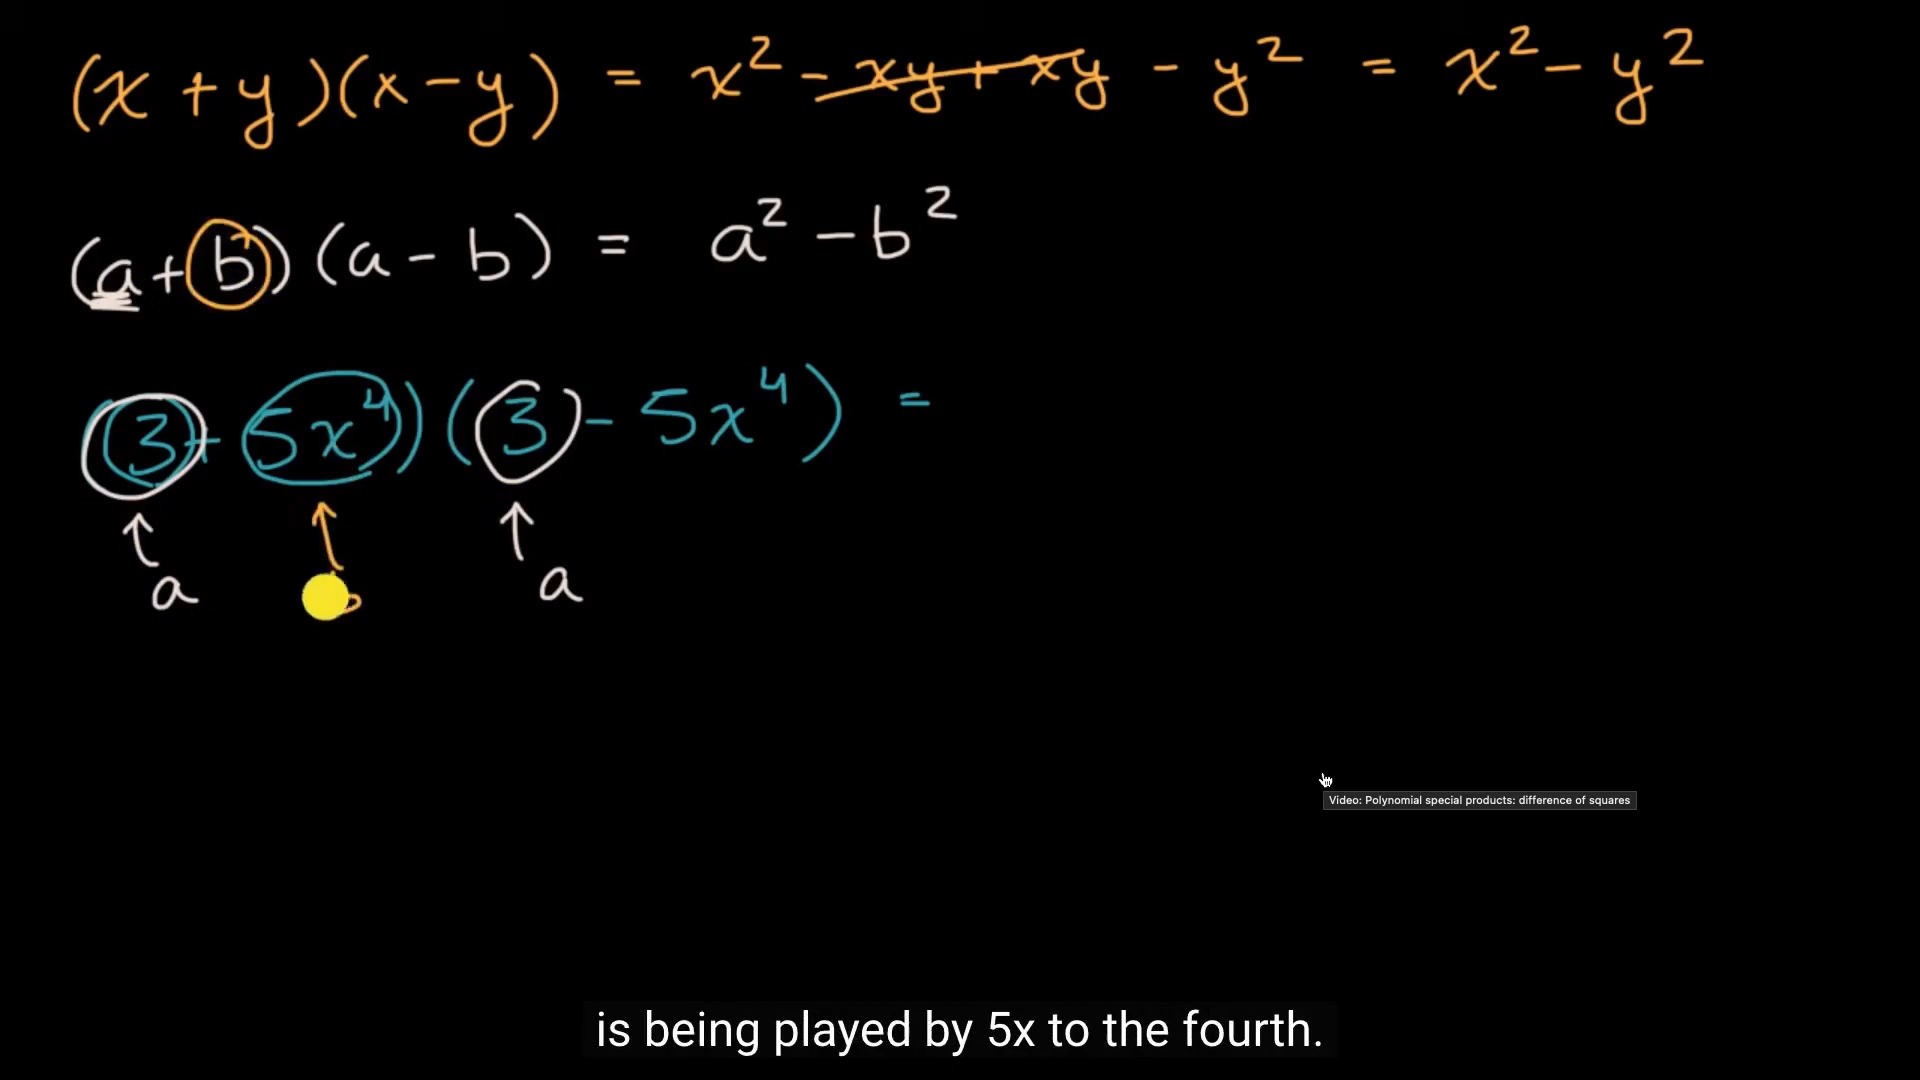 (x + y)(x - y) = x² - xy + xy - y² = x² - y²
(a + b)(a - b) = a² - b²
(3 + 5x⁴)(3 - 5x⁴) =
a a
Video: Polynomial special products: difference of squares
is being played by 5x to the fourth.